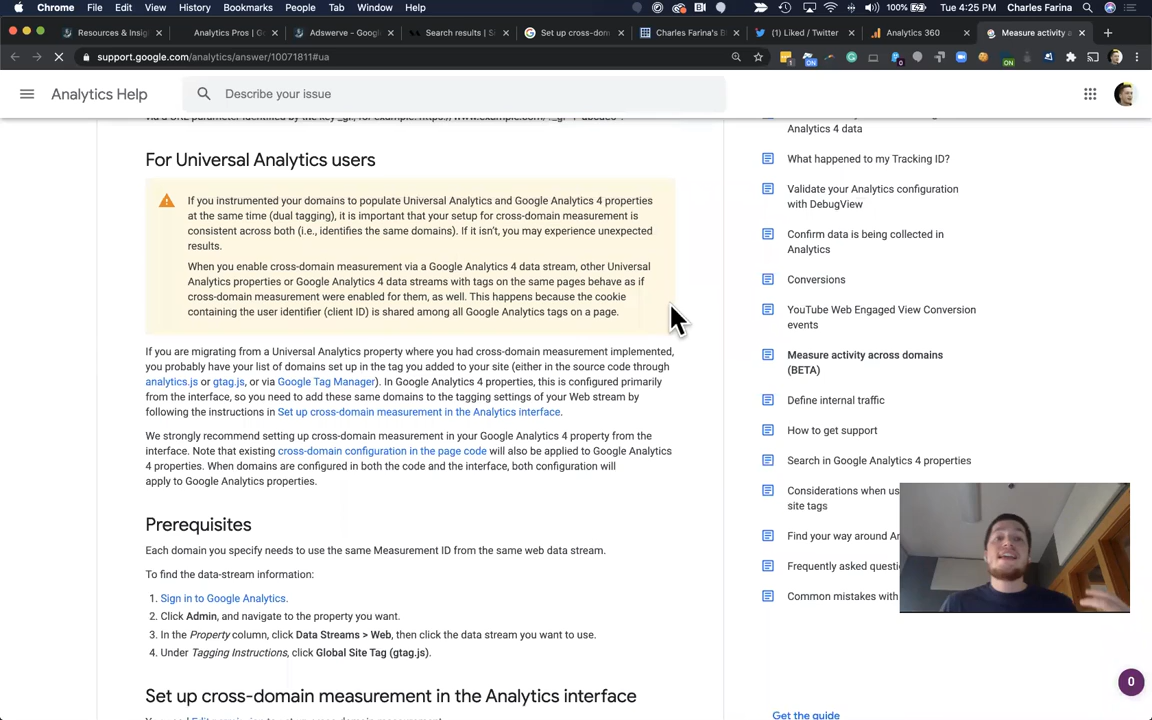 Chrome File Edit View History Bookmarks People Tab Window Help 100% Tue 4:25 PM Charles Farina
Resources & Insigh Analytics Pros | Go Adswerve - Google Search results | S Set up cross-dom Charles Farina's B (1) Liked / Twitter Analytics 360 Measure activity a
support.google.com/analytics/answer/10071811#ua
Analytics Help
Describe your issue
For Universal Analytics users
If you instrumented your domains to populate Universal Analytics and Google Analytics 4 properties
at the same time (dual tagging), it is important that your setup for cross-domain measurement is
consistent across both (i.e., identifies the same domains). If it isn't, you may experience unexpected
results.
When you enable cross-domain measurement via a Google Analytics 4 data stream, other Universal
Analytics properties or Google Analytics 4 data streams with tags on the same pages behave as if
cross-domain measurement were enabled for them, as well. This happens because the cookie
containing the user identifier (client ID) is shared among all Google Analytics tags on a page.
If you are migrating from a Universal Analytics property where you had cross-domain measurement implemented,
you probably have your list of domains set up in the tag you added to your site (either in the source code through
analytics.js or gtag.js, or via Google Tag Manager). In Google Analytics 4 properties, this is configured primarily
from the interface, so you need to add these same domains to the tagging settings of your Web stream by
following the instructions in Set up cross-domain measurement in the Analytics interface.
We strongly recommend setting up cross-domain measurement in your Google Analytics 4 property from the
interface. Note that existing cross-domain configuration in the page code will also be applied to Google Analytics
4 properties. When domains are configured in both the code and the interface, both configuration will
apply to Google Analytics properties.
Prerequisites
Each domain you specify needs to use the same Measurement ID from the same web data stream.
To find the data-stream information:
1. Sign in to Google Analytics.
2. Click Admin, and navigate to the property you want.
3. In the Property column, click Data Streams > Web, then click the data stream you want to use.
4. Under Tagging Instructions, click Global Site Tag (gtag.js).
Set up cross-domain measurement in the Analytics interface
Analytics 4 data
What happened to my Tracking ID?
Validate your Analytics configuration
with DebugView
Confirm data is being collected in
Analytics
Conversions
YouTube Web Engaged View Conversion
events
Measure activity across domains
(BETA)
Define internal traffic
How to get support
Search in Google Analytics 4 properties
Considerations when us
site tags
Find your way around An
Frequently asked questi
Common mistakes with
Get the guide
0